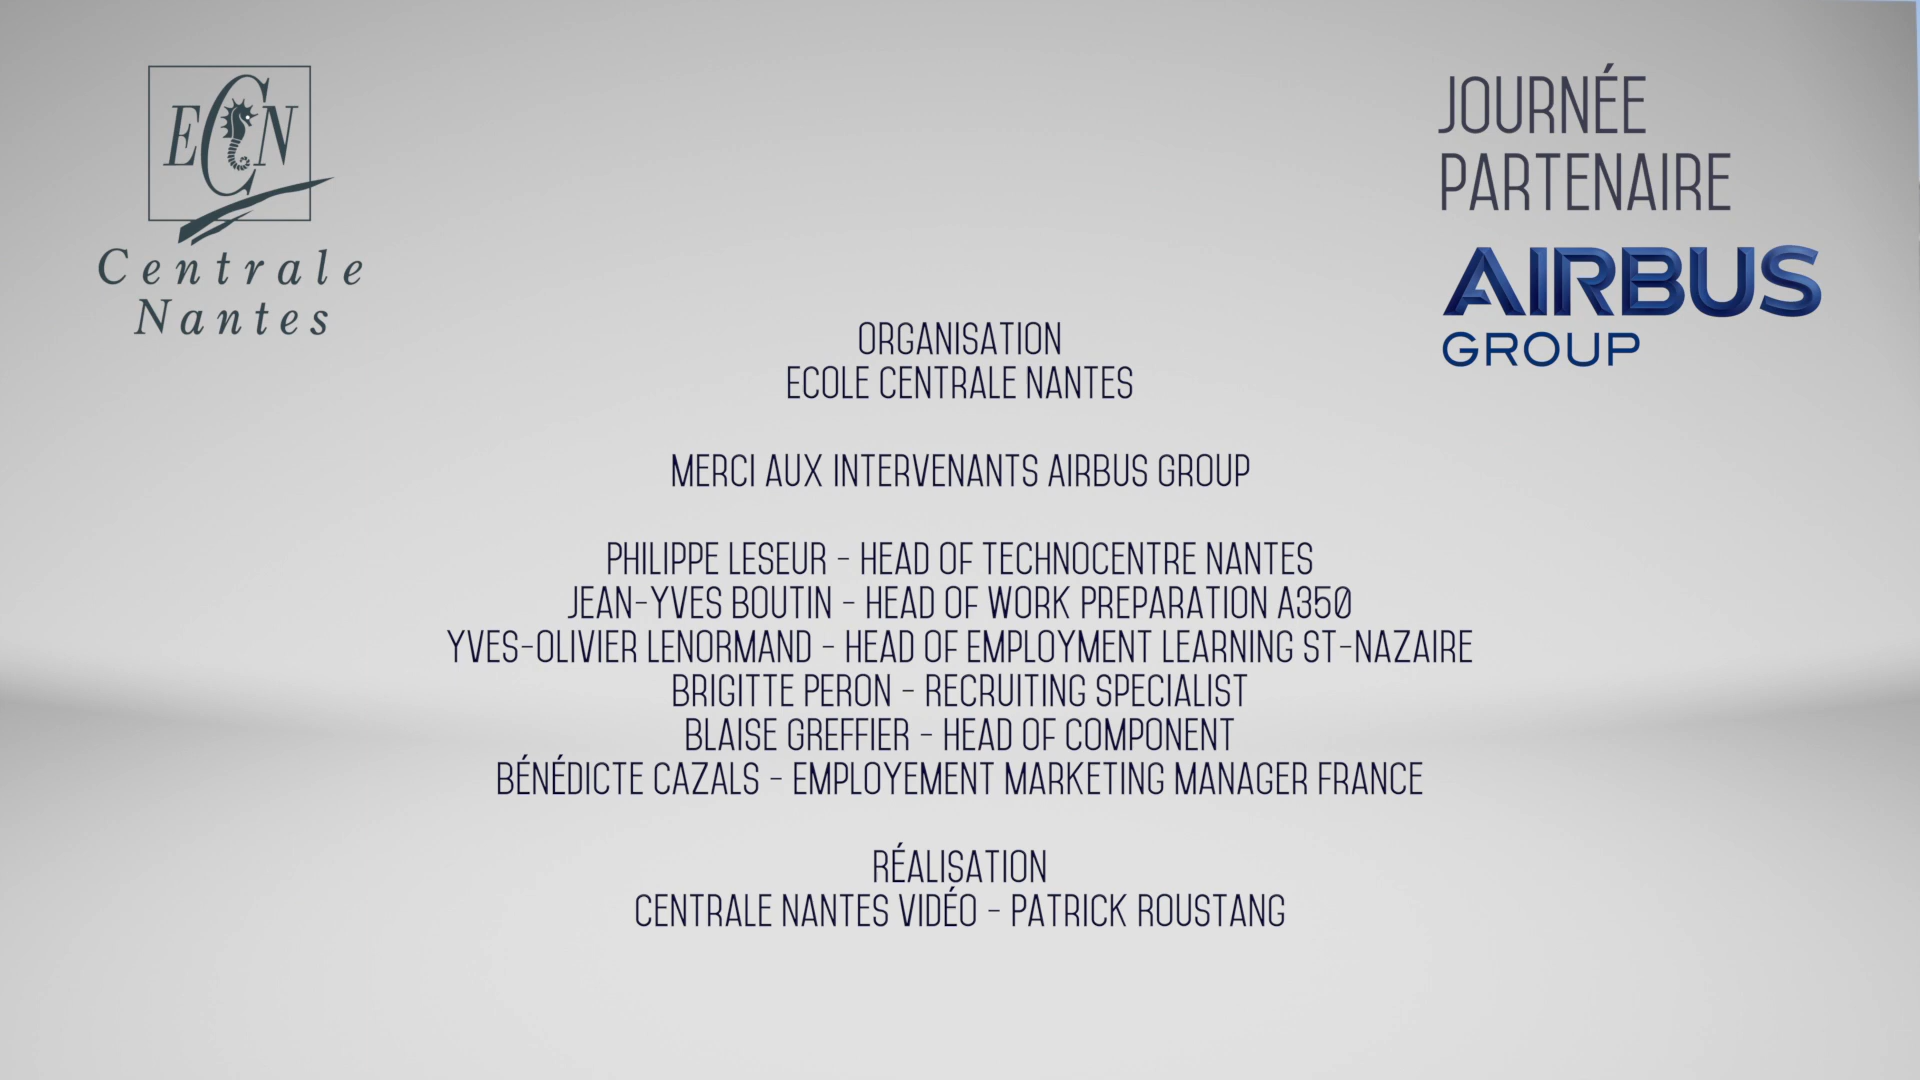 ECN
Centrale
Nantes
JOURNÉE
PARTENAIRE
AIRBUS
GROUP
ORGANISATION
ECOLE CENTRALE NANTES
MERCI AUX INTERVENANTS AIRBUS GROUP
PHILIPPE LESEUR - HEAD OF TECHNOCENTRE NANTES
JEAN-YVES BOUTIN - HEAD OF WORK PREPARATION A350
YVES-OLIVIER LENORMAND - HEAD OF EMPLOYMENT LEARNING ST-NAZAIRE
BRIGITTE PERON - RECRUITING SPECIALIST
BLAISE GREFFIER - HEAD OF COMPONENT
BÉNÉDICTE CAZALS - EMPLOYEMENT MARKETING MANAGER FRANCE
RÉALISATION
CENTRALE NANTES VIDÉO - PATRICK ROUSTANG